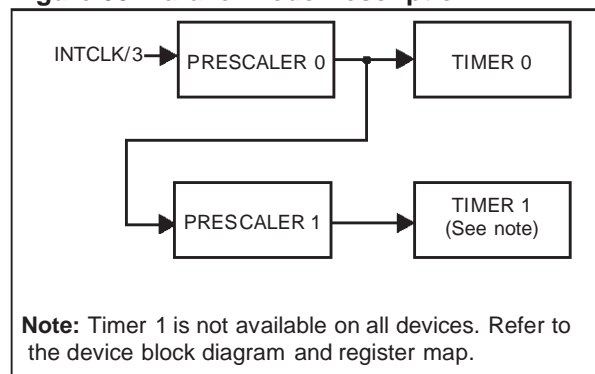 INTCLK/3
PRESCALER 0
TIMER 0
PRESCALER 1
TIMER 1
(See note)
Note: Timer 1 is not available on all devices. Refer to
the device block diagram and register map.